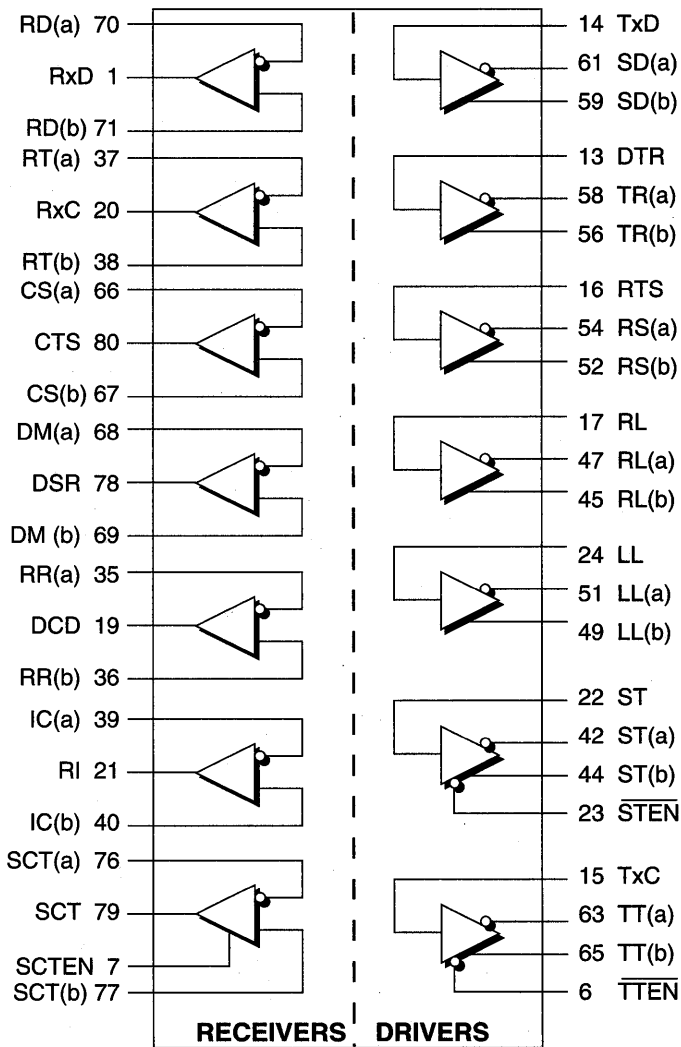 RD(a) 70
RxD 1
RD(b) 71
RT(a) 37
RxC 20
RT(b) 38
CS(a) 66
CTS 80
CS(b) 67
DM(a) 68
DSR 78
DM (b) 69
RR(a) 35
DCD 19
RR(b) 36
IC(a) 39
RI 21
IC(b) 40
SCT(a) 76
SCT 79
SCTEN 7
SCT(b) 77
14 TxD
61 SD(a)
59 SD(b)
13 DTR
58 TR(a)
56 TR(b)
16 RTS
54 RS(a)
52 RS(b)
17 RL
47 RL(a)
45 RL(b)
24 LL
51 LL(a)
49 LL(b)
22 ST
42 ST(a)
44 ST(b)
23 S̅T̅E̅N̅
15 TxC
63 TT(a)
65 TT(b)
6 T̅T̅E̅N̅
RECEIVERS DRIVERS